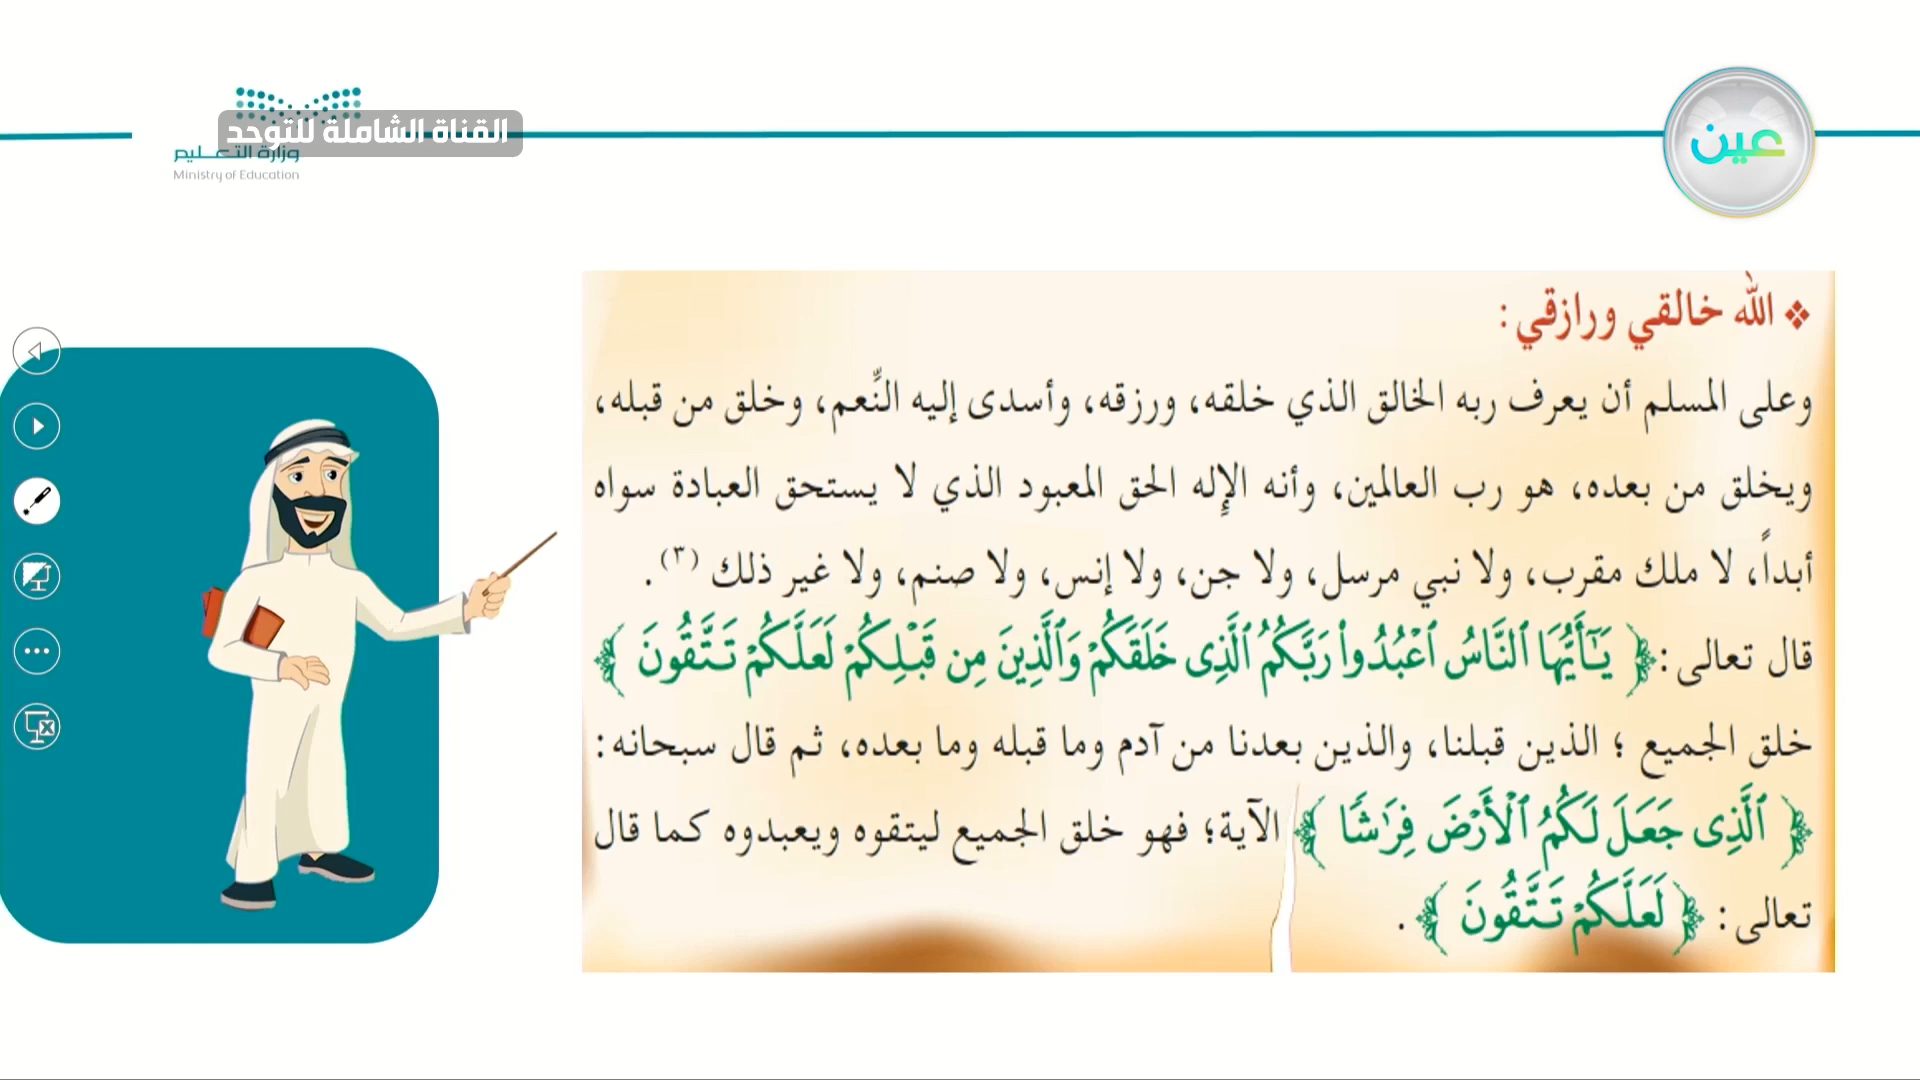 القناة الشاملة للتوحد
وزارة التعليم
Ministry of Education
عين
الله خالقي ورازقي :
وعلى المسلم أن يعرف ربه الخالق الذي خلقه، ورزقه، وأسدى إليه النِّعم، وخلق من قبله،
ويخلق من بعده، هو رب العالمين، وأنه الإِله الحق المعبود الذي لا يستحق العبادة سواه
أبداً، لا ملك مقرب، ولا نبي مرسل، ولا جن، ولا إنس، ولا صنم، ولا غير ذلك (٣).
قال تعالى : ﴿ يَٰٓأَيُّهَا ٱلنَّاسُ ٱعۡبُدُواْ رَبَّكُمُ ٱلَّذِى خَلَقَكُمۡ وَٱلَّذِينَ مِن قَبۡلِكُمۡ لَعَلَّكُمۡ تَتَّقُونَ ﴾
خلق الجميع ؛ الذين قبلنا، والذين بعدنا من آدم وما قبله وما بعده، ثم قال سبحانه :
﴿ ٱلَّذِى جَعَلَ لَكُمُ ٱلۡأَرۡضَ فِرَٰشًا ﴾ الآية؛ فهو خلق الجميع ليتقوه ويعبدوه كما قال
تعالى : ﴿ لَعَلَّكُمۡ تَتَّقُونَ ﴾ .